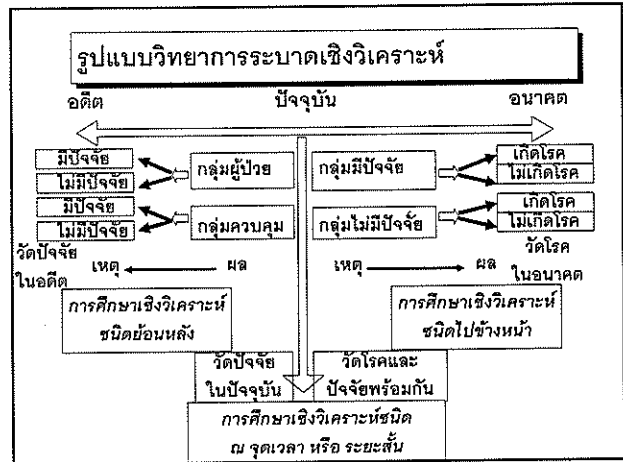 รูปแบบวิทยาการระบาดเชิงวิเคราะห์
อดีต ปัจจุบัน อนาคต
มีปัจจัย
ไม่มีปัจจัย
กลุ่มผู้ป่วย
มีปัจจัย
ไม่มีปัจจัย
กลุ่มควบคุม
กลุ่มมีปัจจัย
เกิดโรค
ไม่เกิดโรค
กลุ่มไม่มีปัจจัย
เกิดโรค
ไม่เกิดโรค
วัดปัจจัย
ในอดีต
เหตุ ผล
เหตุ ผล
วัดโรค
ในอนาคต
การศึกษาเชิงวิเคราะห์
ชนิดย้อนหลัง
การศึกษาเชิงวิเคราะห์
ชนิดไปข้างหน้า
วัดปัจจัย
ในปัจจุบัน
วัดโรคและ
ปัจจัยพร้อมกัน
การศึกษาเชิงวิเคราะห์ชนิด
ณ จุดเวลา หรือ ระยะสั้น